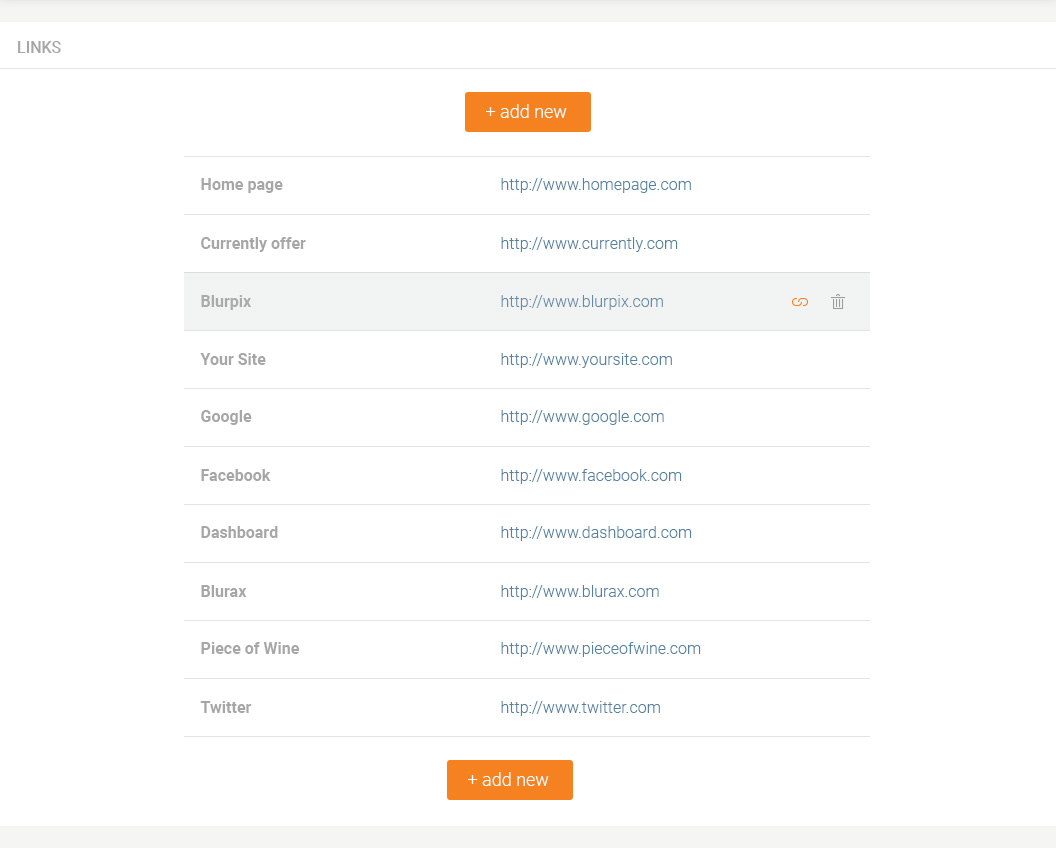 LINKS
+ add new
Home page http://www.homepage.com
Currently offer http://www.currently.com
Blurpix http://www.blurpix.com
Your Site http://www.yoursite.com
Google http://www.google.com
Facebook http://www.facebook.com
Dashboard http://www.dashboard.com
Blurax http://www.blurax.com
Piece of Wine http://www.pieceofwine.com
Twitter http://www.twitter.com
+ add new